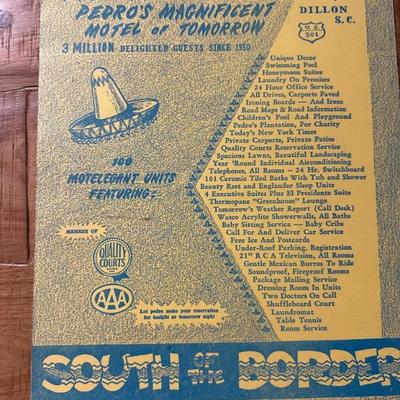 PEDRO'S MAGNIFICENT
MOTEL OF TOMORROW
3 MILLION DELIGHTED GUESTS SINCE 1950
DILLON
S. C.
U S
301
100
MOTELEGANT UNITS
FEATURING:
MEMBER OF
QUALITY
COURTS
AAA
Let pedro make your reservation
for tonight or tomorrow night
Unique Decor
Swimming Pool
Honeymoon Suites
Laundry On Premises
24 Hour Office Service
All Drives, Carports Paved
Ironing Boards — And Irons
Road Maps & Road Information
Children's Pool And Playground
Pedro's Plantation, For Charity
Today's New York Times
Private Carports, Private Patios
Quality Courts Reservation Service
Spacious Lawns, Beautiful Landscaping
Year 'Round Individual Airconditioning
Telephones, All Rooms - 24 Hr. Switchboard
101 Ceramic Tiled Baths With Tub and Shower
Beauty Rest and Englander Sleep Units
4 Executive Suites Plus El Presidente Suite
Thermopane "Greenhouse" Lounge
Tomorrow's Weather Report (Call Desk)
Wasco Acrylite Showerwalls, All Baths
Baby Sitting Service — Baby Cribs
Call For And Deliver Car Service
Free Ice And Postcards
Under-Roof Parking, Registration
21" R C A Television, All Rooms
Gentle Mexican Burros To Ride
Soundproof, Fireproof Rooms
Package Mailing Service
Dressing Room In Units
Two Doctors On Call
Shuffleboard Court
Laundromat
Table Tennis
Room Service
SOUTH OF THE BORDER